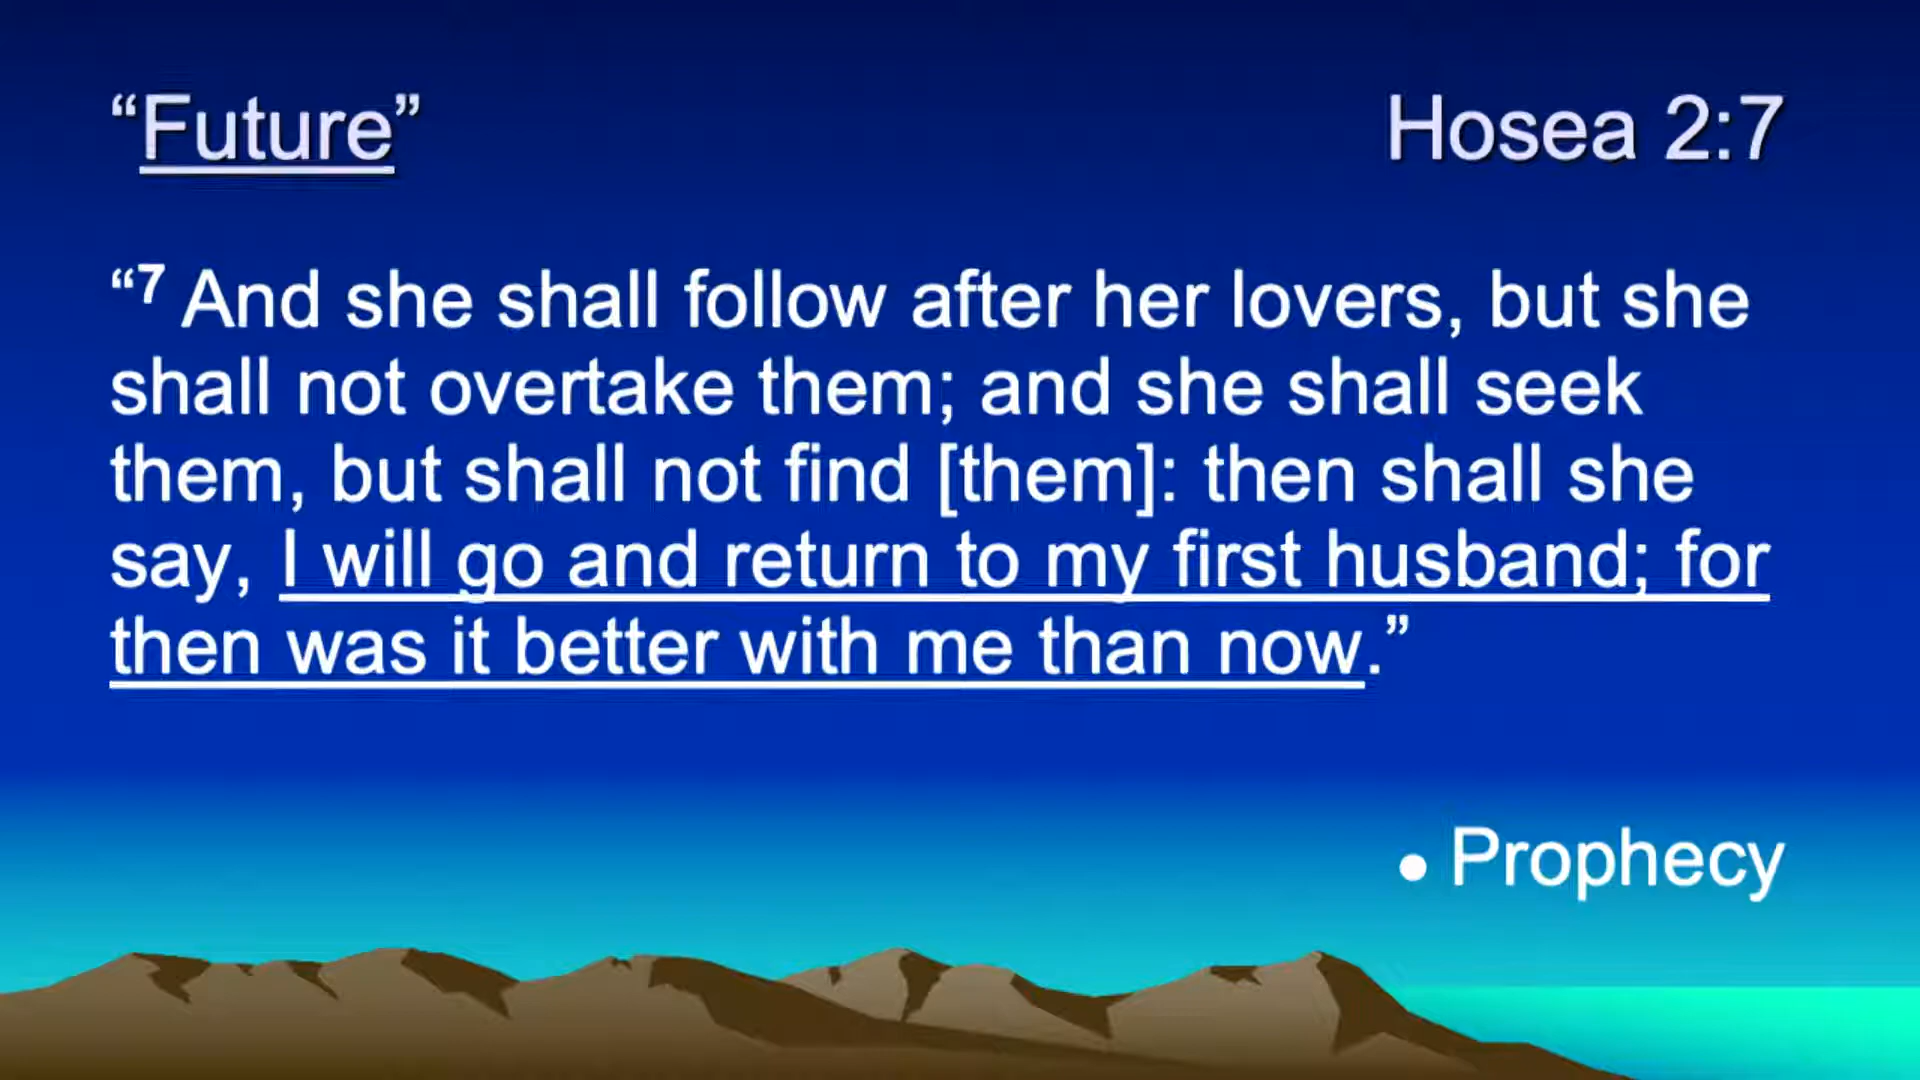 “Future” Hosea 2:7
“7 And she shall follow after her lovers, but she
shall not overtake them; and she shall seek
them, but shall not find [them]: then shall she
say, I will go and return to my first husband; for
then was it better with me than now.”
• Prophecy